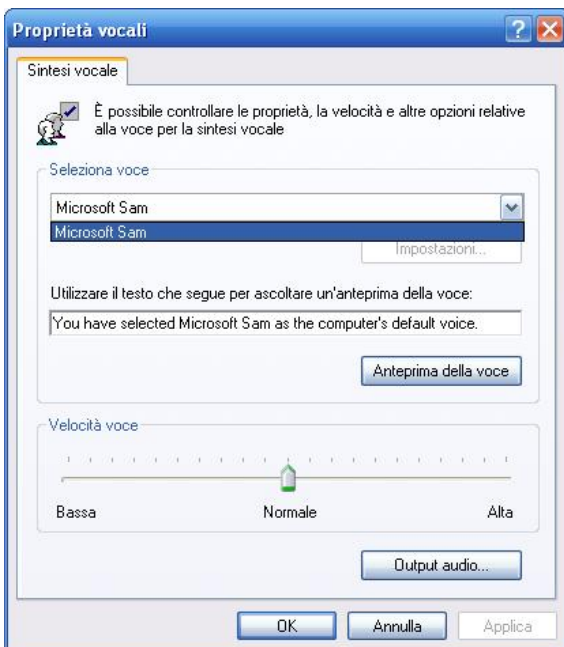 Proprietà vocali
Sintesi vocale
È possibile controllare le proprietà, la velocità e altre opzioni relative
alla voce per la sintesi vocale
Seleziona voce
Microsoft Sam
Microsoft Sam
Impostazioni...
Utilizzare il testo che segue per ascoltare un'anteprima della voce:
You have selected Microsoft Sam as the computer's default voice.
Anteprima della voce
Velocità voce
Bassa Normale Alta
Output audio...
OK Annulla Applica